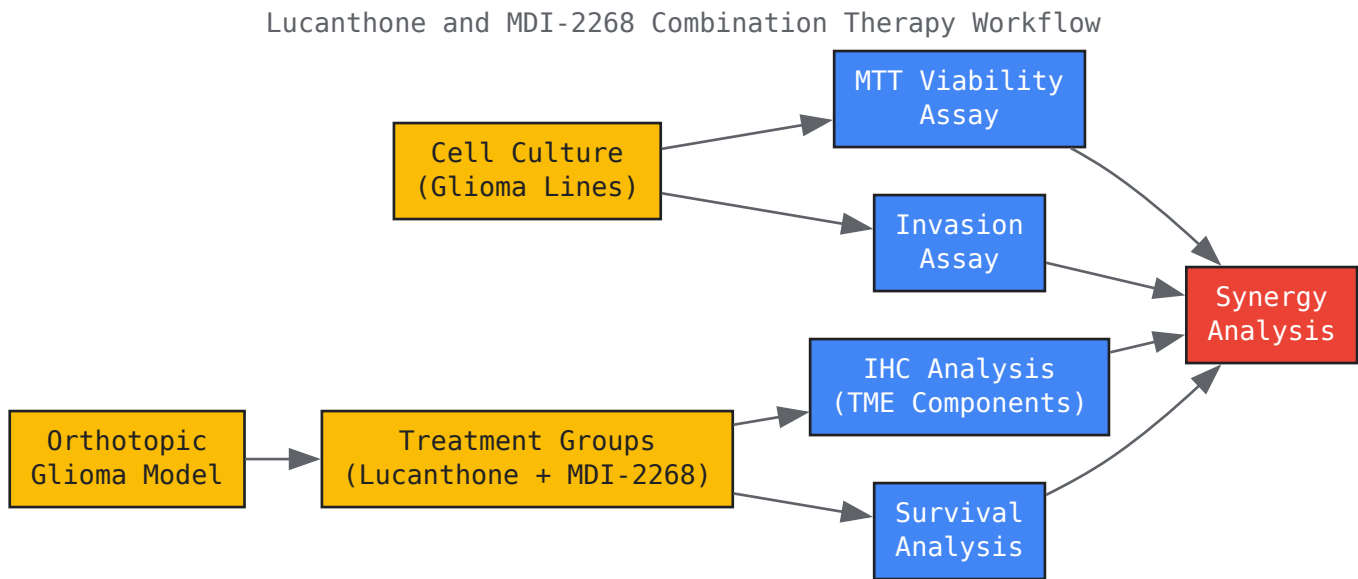 Lucanthone and MDI-2268 Combination Therapy Workflow
MTT Viability
Assay
Cell Culture
(Glioma Lines)
Invasion
Assay
Synergy
Analysis
IHC Analysis
(TME Components)
Orthotopic
Glioma Model
Treatment Groups
(Lucanthone + MDI-2268)
Survival
Analysis